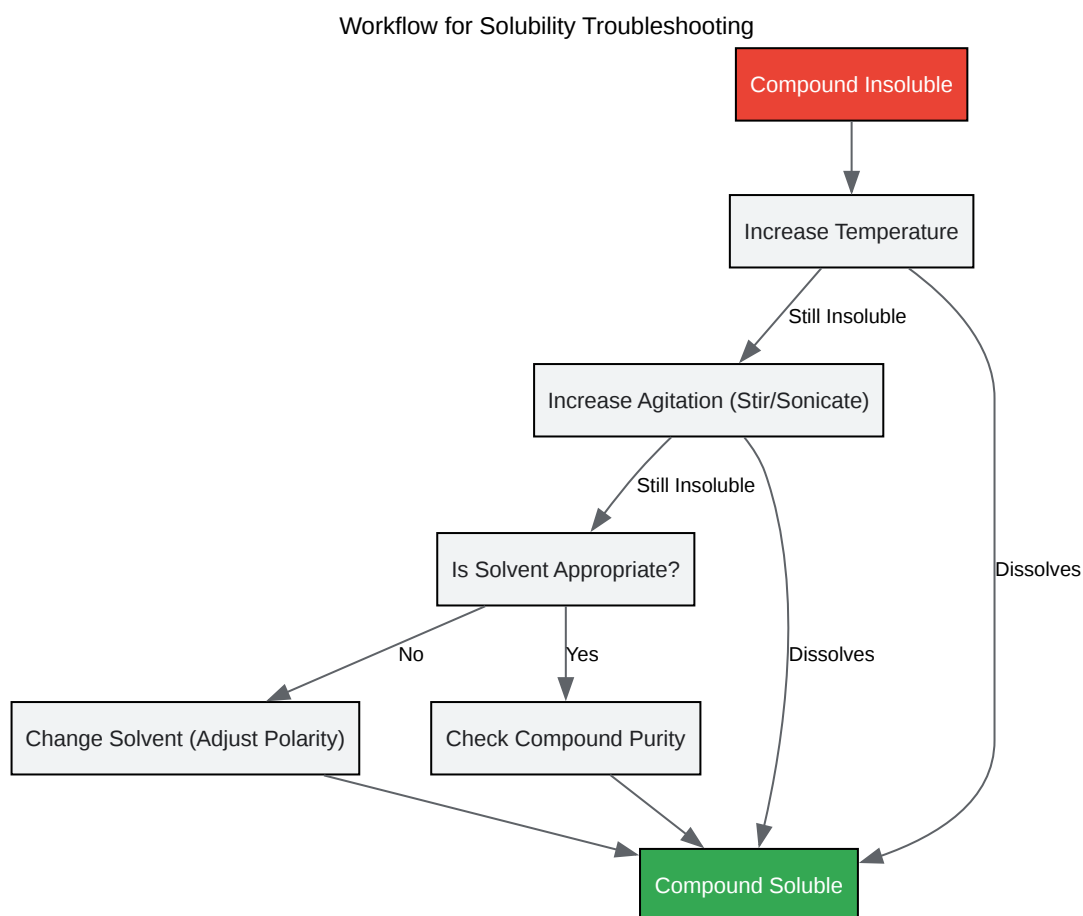 Workflow for Solubility Troubleshooting
Compound Insoluble
Increase Temperature
Still Insoluble
Increase Agitation (Stir/Sonicate)
Still Insoluble
Is Solvent Appropriate?
Dissolves
No
Yes
Dissolves
Change Solvent (Adjust Polarity)
Check Compound Purity
Compound Soluble